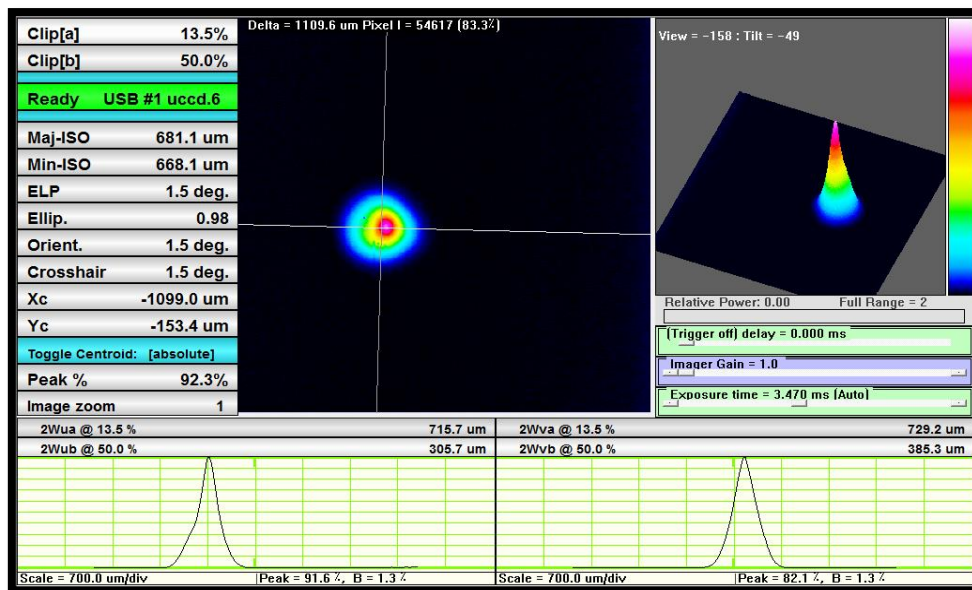 Clip[a] 13.5%
Clip[b] 50.0%
Ready USB #1 uccd.6
Maj-ISO 681.1 um
Min-ISO 668.1 um
ELP 1.5 deg.
Ellip. 0.98
Orient. 1.5 deg.
Crosshair 1.5 deg.
Xc -1099.0 um
Yc -153.4 um
Toggle Centroid: [absolute]
Peak % 92.3%
Image zoom 1
Delta = 1109.6 um Pixel I = 54617 (83.3%)
View = -158 : Tilt = -49
Relative Power: 0.00 Full Range = 2
(Trigger off) delay = 0.000 ms
Imager Gain = 1.0
Exposure time = 3.470 ms (Auto)
2Wua @ 13.5 % 715.7 um
2Wub @ 50.0 % 305.7 um
2Wva @ 13.5 % 729.2 um
2Wvb @ 50.0 % 385.3 um
Scale = 700.0 um/div Peak = 91.6 %, B = 1.3 %
Scale = 700.0 um/div Peak = 82.1 %, B = 1.3 %